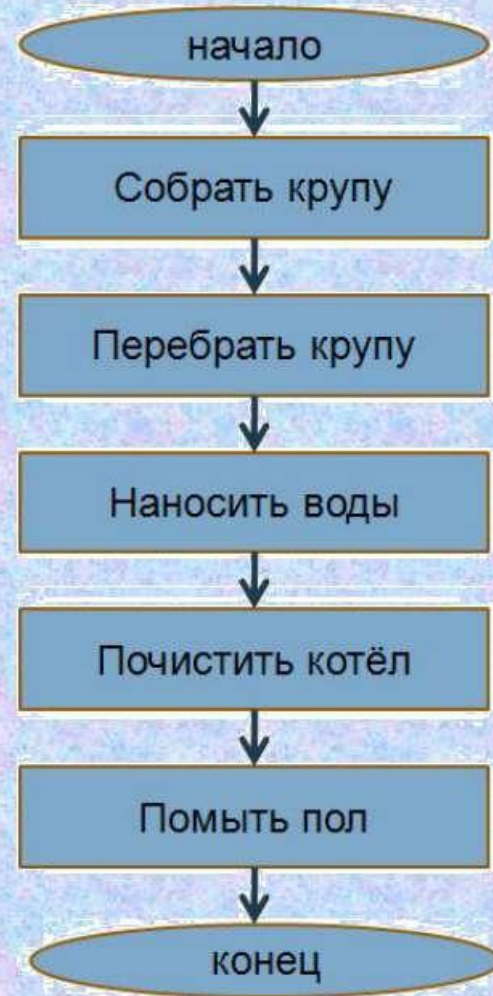 начало
Собрать крупу
Перебрать крупу
Наносить воды
Почистить котёл
Помыть пол
конец